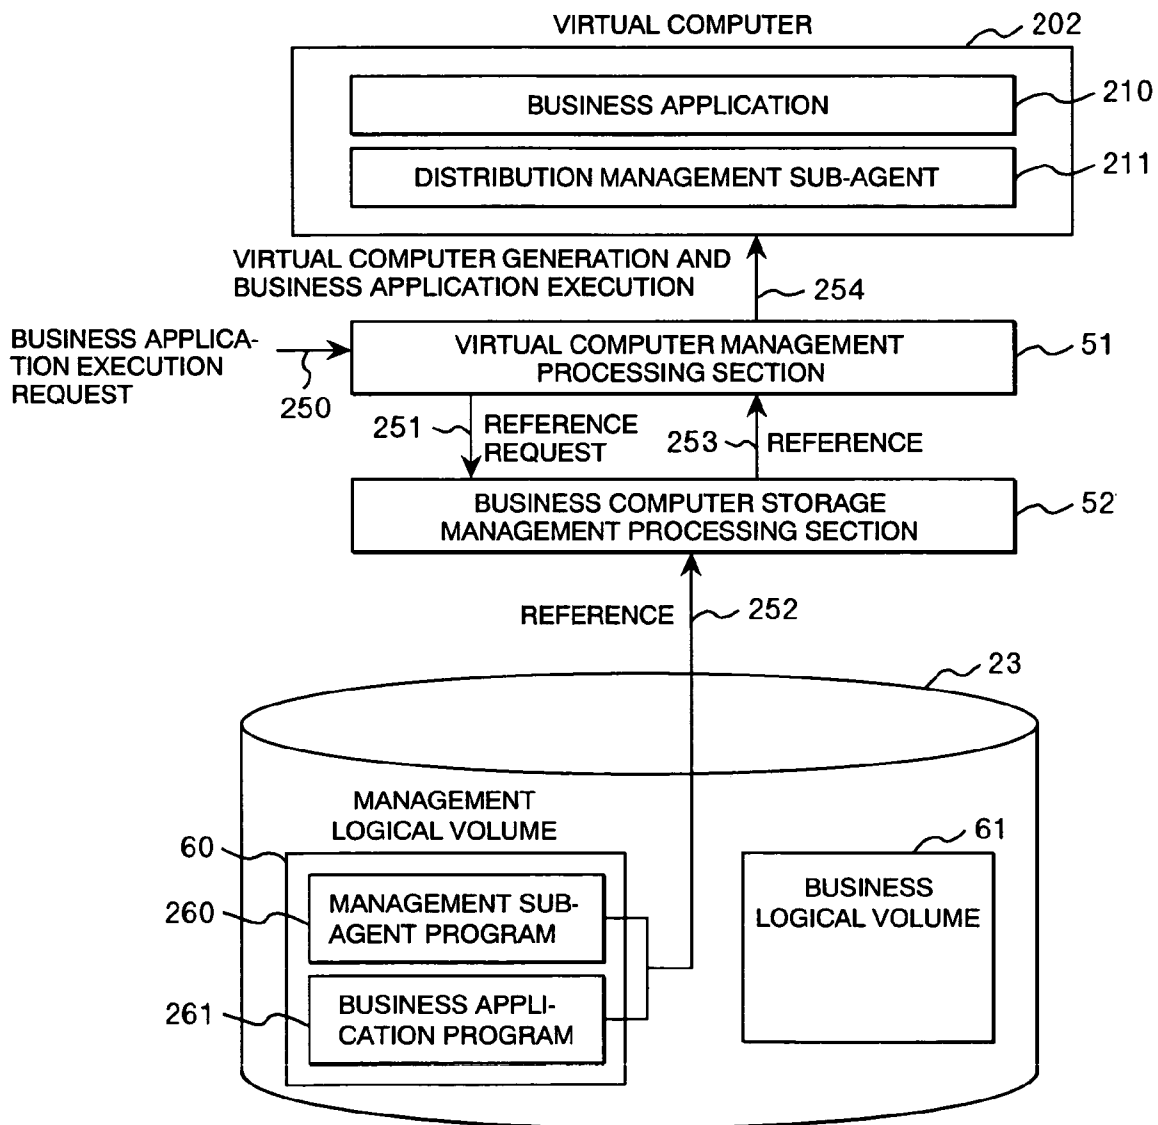 VIRTUAL COMPUTER
202
BUSINESS APPLICATION
210
DISTRIBUTION MANAGEMENT SUB-AGENT
211
VIRTUAL COMPUTER GENERATION AND
BUSINESS APPLICATION EXECUTION
254
BUSINESS APPLICA-
TION EXECUTION
REQUEST
250
VIRTUAL COMPUTER MANAGEMENT
PROCESSING SECTION
51
251
REFERENCE
REQUEST
253
REFERENCE
BUSINESS COMPUTER STORAGE
MANAGEMENT PROCESSING SECTION
52
REFERENCE
252
23
MANAGEMENT
LOGICAL VOLUME
60
260
MANAGEMENT SUB-
AGENT PROGRAM
261
BUSINESS APPLI-
CATION PROGRAM
61
BUSINESS
LOGICAL VOLUME